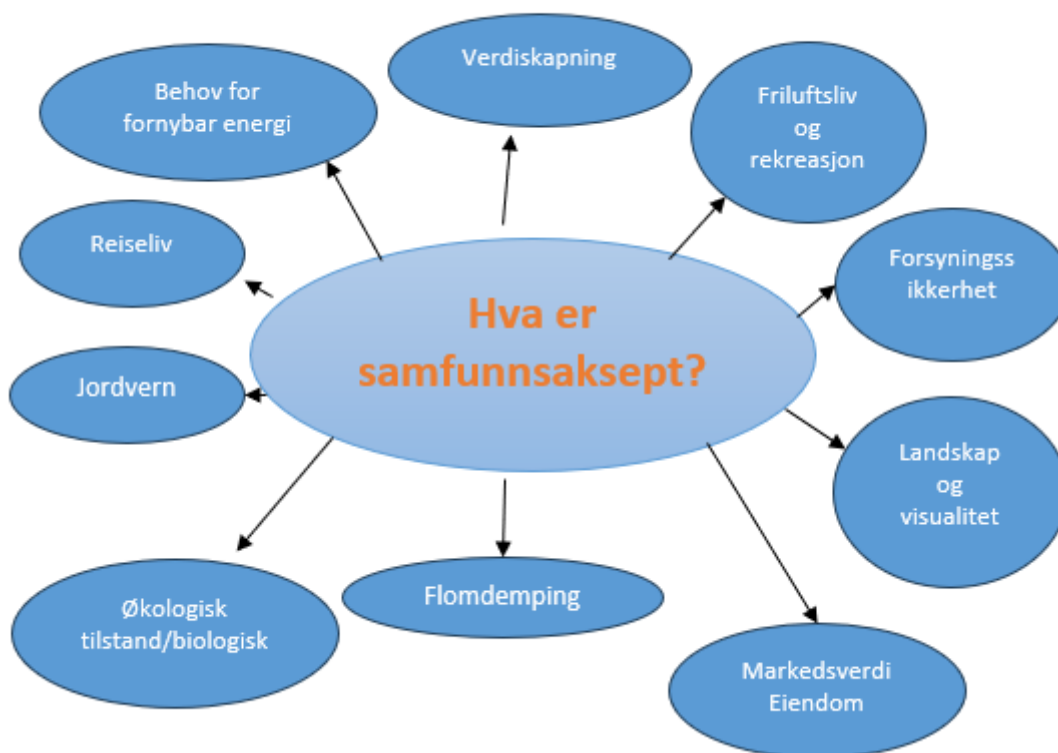 Verdiskapning
Behov for
fornybar energi
Friluftsliv
og
rekreasjon
Reiseliv
Forsyningss
ikkerhet
Hva er
samfunnsaksept?
Jordvern
Landskap
og
visualitet
Økologisk
tilstand/biologisk
Flomdemping
Markedsverdi
Eiendom